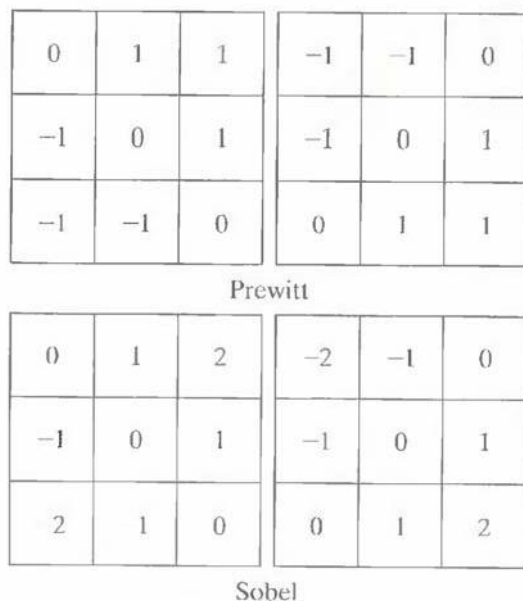 0 1 1 -1 -1 0
-1 0 1 -1 0 1
-1 -1 0 0 1 1
Prewitt
0 1 2 -2 -1 0
-1 0 1 -1 0 1
2 1 0 0 1 2
Sobel